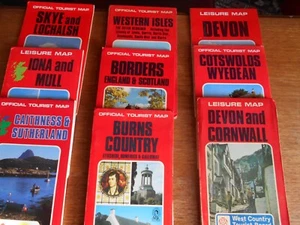 OFFICIAL TOURIST MAP
SKYE AND
LOCHALSH
OFFICIAL TOURIST MAP
WESTERN ISLES
LEISURE MAP
DEVON
LEISURE MAP
IONA and
MULL
OFFICIAL TOURIST MAP
BORDERS
ENGLAND & SCOTLAND
OFFICIAL TOURIST MAP
COTSWOLDS
WYEDEAN
OFFICIAL TOURIST MAP
CAITHNESS &
SUTHERLAND
OFFICIAL TOURIST MAP
BURNS
COUNTRY
LEISURE MAP
DEVON and
CORNWALL
West Country
Tourist Board